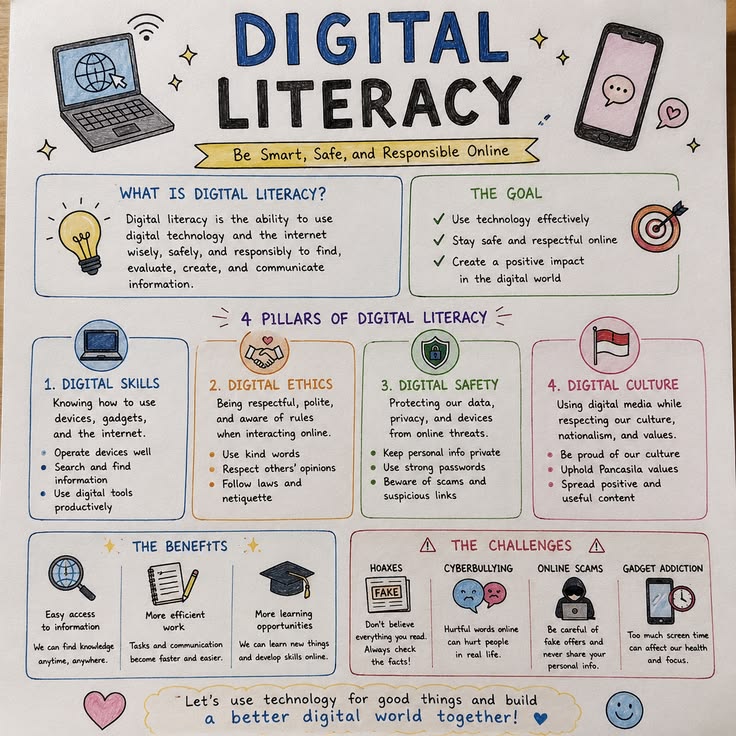 DIGITAL
LITERACY
Be Smart, Safe, and Responsible Online
WHAT IS DIGITAL LITERACY?
Digital literacy is the ability to use
digital technology and the internet
wisely, safely, and responsibly to find,
evaluate, create, and communicate
information.
THE GOAL
✓ Use technology effectively
✓ Stay safe and respectful online
✓ Create a positive impact
in the digital world
4 PILLARS OF DIGITAL LITERACY
1. DIGITAL SKILLS
Knowing how to use
devices, gadgets,
and the internet.
• Operate devices well
• Search and find
information
• Use digital tools
productively
2. DIGITAL ETHICS
Being respectful, polite,
and aware of rules
when interacting online.
• Use kind words
• Respect others' opinions
• Follow laws and
netiquette
3. DIGITAL SAFETY
Protecting our data,
privacy, and devices
from online threats.
• Keep personal info private
• Use strong passwords
• Beware of scams and
suspicious links
4. DIGITAL CULTURE
Using digital media while
respecting our culture,
nationalism, and values.
• Be proud of our culture
• Uphold Pancasila values
• Spread positive and
useful content
THE BENEFITS
Easy access
to information
We can find knowledge
anytime, anywhere.
More efficient
work
Tasks and communication
become faster and easier.
More learning
opportunities
We can learn new things
and develop skills online.
THE CHALLENGES
HOAXES
FAKE
Don't believe
everything you read.
Always check
the facts!
CYBERBULLYING
Hurtful words online
can hurt people
in real life.
ONLINE SCAMS
Be careful of
fake offers and
never share your
personal info.
GADGET ADDICTION
Too much screen time
can affect our health
and focus.
Let's use technology for good things and build
a better digital world together!